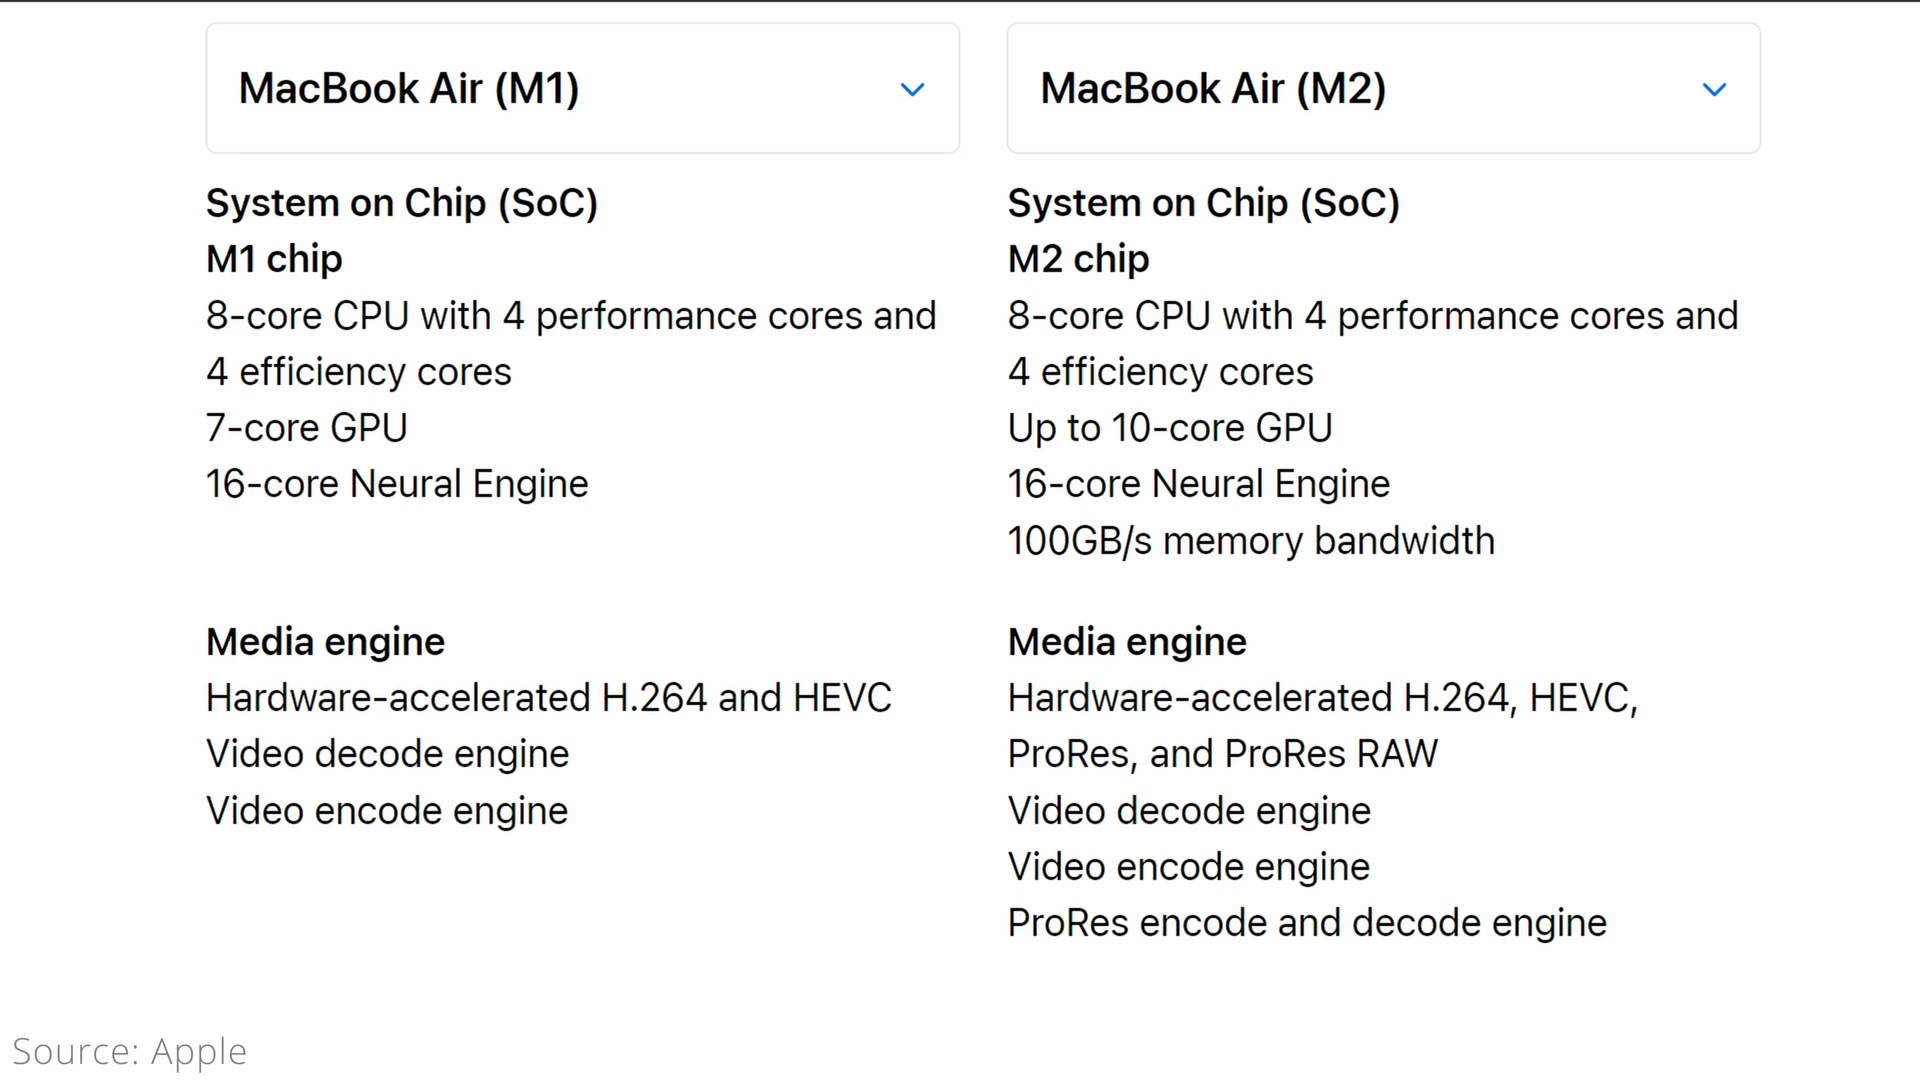 MacBook Air (M1)
System on Chip (SoC)
M1 chip
8-core CPU with 4 performance cores and
4 efficiency cores
7-core GPU
16-core Neural Engine
Media engine
Hardware-accelerated H.264 and HEVC
Video decode engine
Video encode engine
MacBook Air (M2)
System on Chip (SoC)
M2 chip
8-core CPU with 4 performance cores and
4 efficiency cores
Up to 10-core GPU
16-core Neural Engine
100GB/s memory bandwidth
Media engine
Hardware-accelerated H.264, HEVC,
ProRes, and ProRes RAW
Video decode engine
Video encode engine
ProRes encode and decode engine
Source: Apple